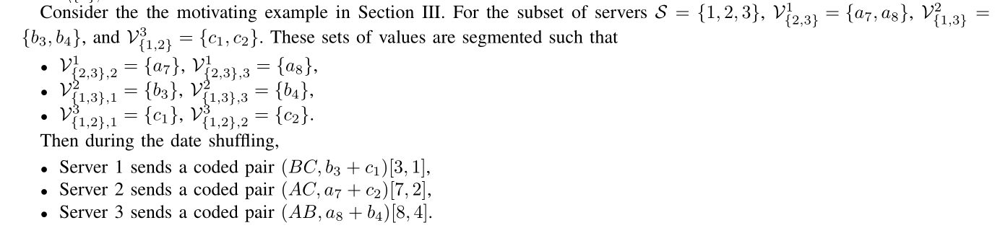 Consider the the motivating example in Section III. For the subset of servers $\mathcal{S} = \{1, 2, 3\}$, $\mathcal{V}^1_{\{2,3\}} = \{a_7, a_8\}$, $\mathcal{V}^2_{\{1,3\}} =$
$\{b_3, b_4\}$, and $\mathcal{V}^3_{\{1,2\}} = \{c_1, c_2\}$. These sets of values are segmented such that
• $\mathcal{V}^1_{\{2,3\},2} = \{a_7\}$, $\mathcal{V}^1_{\{2,3\},3} = \{a_8\}$,
• $\mathcal{V}^2_{\{1,3\},1} = \{b_3\}$, $\mathcal{V}^2_{\{1,3\},3} = \{b_4\}$,
• $\mathcal{V}^3_{\{1,2\},1} = \{c_1\}$, $\mathcal{V}^3_{\{1,2\},2} = \{c_2\}$.
Then during the date shuffling,
• Server 1 sends a coded pair $(BC, b_3 + c_1)[3, 1]$,
• Server 2 sends a coded pair $(AC, a_7 + c_2)[7, 2]$,
• Server 3 sends a coded pair $(AB, a_8 + b_4)[8, 4]$.